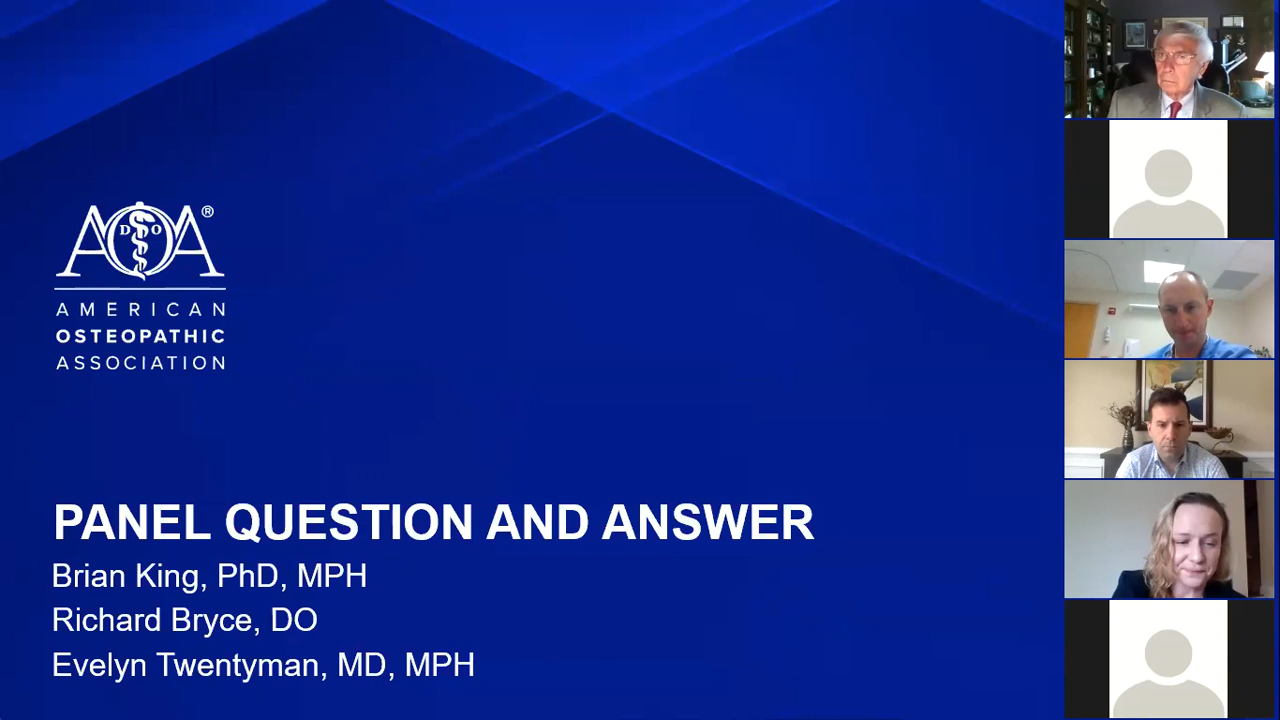 AOA®
D O
AMERICAN
OSTEOPATHIC
ASSOCIATION
PANEL QUESTION AND ANSWER
Brian King, PhD, MPH
Richard Bryce, DO
Evelyn Twentyman, MD, MPH